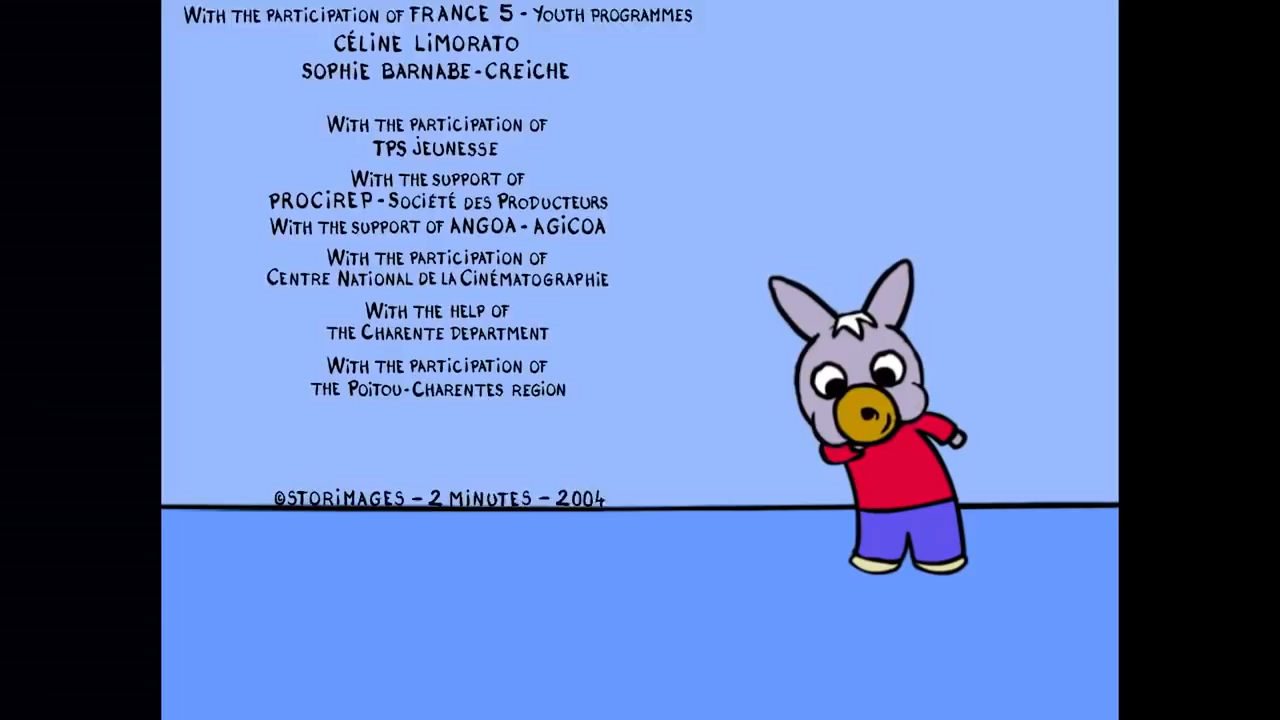 WiTH THE PARTiCiPATiON OF FRANCE 5 - YOUTH PROGRAMMES
CÉLiNE LiMORATO
SOPHiE BARNABE-CREiCHE
WiTH THE PARTiCiPATiON OF
TPS JEUNESSE
WiTH THE SUPPORT OF
PROCiREP - SOCiÉTÉ DES PRODUCTEURS
WiTH THE SUPPORT OF ANGOA - AGiCOA
WiTH THE PARTiCiPATiON OF
CENTRE NATiONAL DE LA CiNÉMATOGRAPHiE
WiTH THE HELP OF
THE CHARENTE DEPARTMENT
WiTH THE PARTiCiPATiON OF
THE POiTOU-CHARENTES REGiON
©STORiMAGES - 2 MiNUTES - 2004